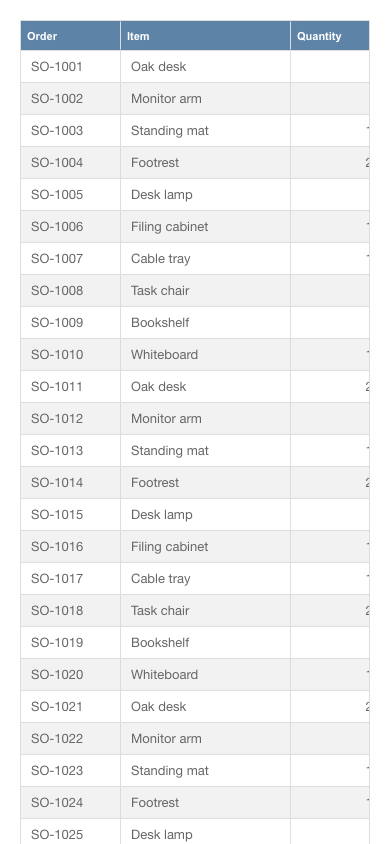 Order Item Quantity
SO-1001 Oak desk
SO-1002 Monitor arm
SO-1003 Standing mat
SO-1004 Footrest
SO-1005 Desk lamp
SO-1006 Filing cabinet
SO-1007 Cable tray
SO-1008 Task chair
SO-1009 Bookshelf
SO-1010 Whiteboard
SO-1011 Oak desk
SO-1012 Monitor arm
SO-1013 Standing mat
SO-1014 Footrest
SO-1015 Desk lamp
SO-1016 Filing cabinet
SO-1017 Cable tray
SO-1018 Task chair
SO-1019 Bookshelf
SO-1020 Whiteboard
SO-1021 Oak desk
SO-1022 Monitor arm
SO-1023 Standing mat
SO-1024 Footrest
SO-1025 Desk lamp